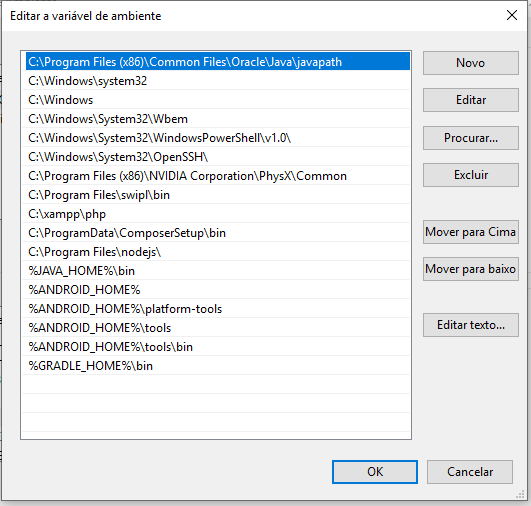 Editar a variável de ambiente
C:\Program Files (x86)\Common Files\Oracle\Java\javapath
C:\Windows\system32
C:\Windows
C:\Windows\System32\Wbem
C:\Windows\System32\WindowsPowerShell\v1.0\
C:\Windows\System32\OpenSSH\
C:\Program Files (x86)\NVIDIA Corporation\PhysX\Common
C:\Program Files\swipl\bin
C:\xampp\php
C:\ProgramData\ComposerSetup\bin
C:\Program Files\nodejs\
%JAVA_HOME%\bin
%ANDROID_HOME%
%ANDROID_HOME%\platform-tools
%ANDROID_HOME%\tools
%ANDROID_HOME%\tools\bin
%GRADLE_HOME%\bin
Novo
Editar
Procurar...
Excluir
Mover para Cima
Mover para baixo
Editar texto...
OK
Cancelar